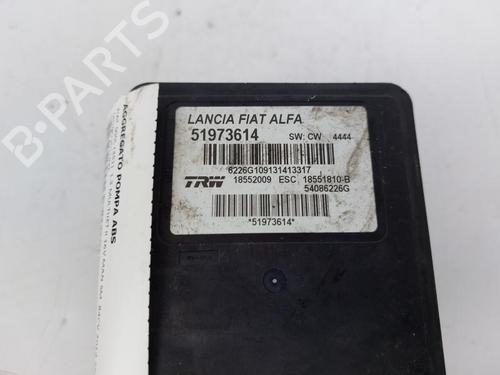 LANCIA FIAT ALFA
51973614 SW: CW 4444
6226G109131413317
TRW 18552009 ESC 18551810-B
54086226G
*51973614*
AGGREGATO POMPA ABS
B-PARTS